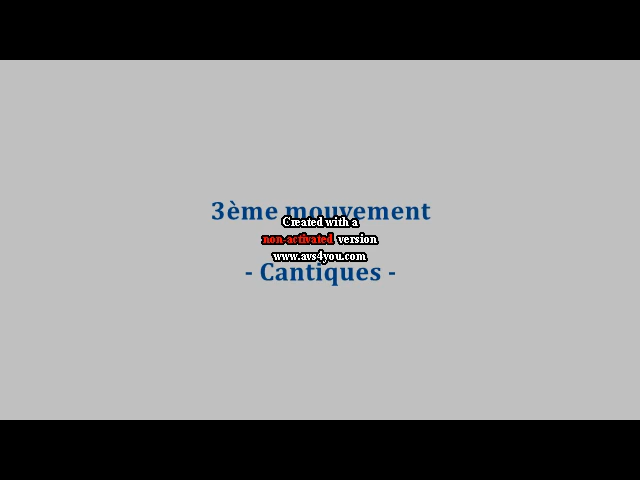 3ème mouvement
Created with a
non-activated version
www.avs4you.com
- Cantiques -